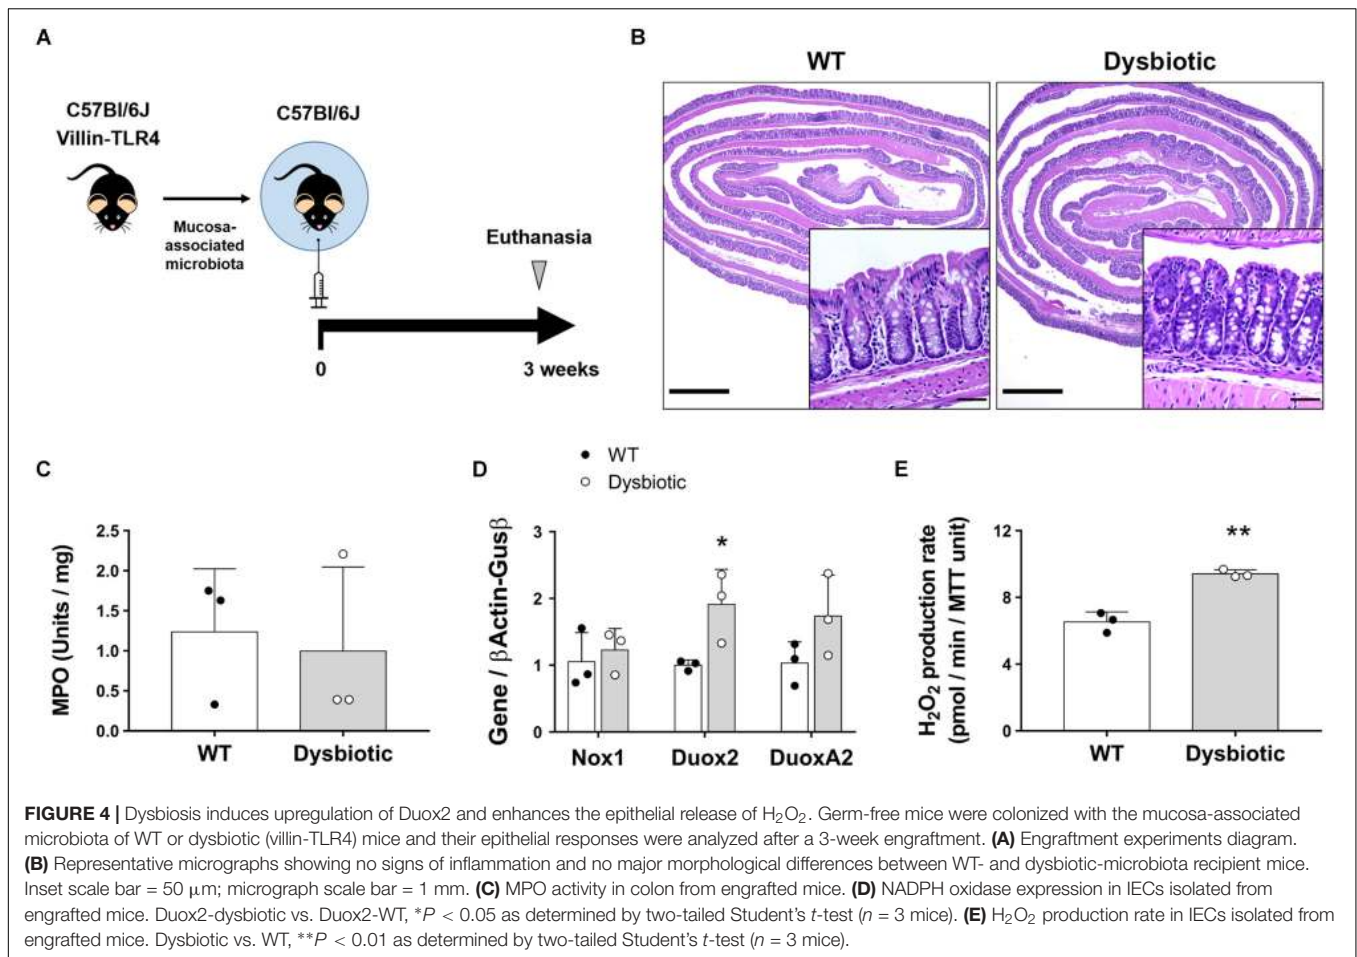 A
C57Bl/6J
Villin-TLR4
C57Bl/6J
Mucosa-
associated
microbiota
Euthanasia
0
3 weeks
B
WT
Dysbiotic
C
MPO (Units / mg)
2.5
2.0
1.5
1.0
0.5
0.0
WT
Dysbiotic
D
WT
Dysbiotic
Gene / βActin-Gusβ
3
2
1
0
*
Nox1
Duox2
DuoxA2
E
H₂O₂ production rate
(pmol / min / MTT unit)
12
8
4
0
**
WT
Dysbiotic
FIGURE 4 | Dysbiosis induces upregulation of Duox2 and enhances the epithelial release of H₂O₂. Germ-free mice were colonized with the mucosa-associated
microbiota of WT or dysbiotic (villin-TLR4) mice and their epithelial responses were analyzed after a 3-week engraftment. (A) Engraftment experiments diagram.
(B) Representative micrographs showing no signs of inflammation and no major morphological differences between WT- and dysbiotic-microbiota recipient mice.
Inset scale bar = 50 μm; micrograph scale bar = 1 mm. (C) MPO activity in colon from engrafted mice. (D) NADPH oxidase expression in IECs isolated from
engrafted mice. Duox2-dysbiotic vs. Duox2-WT, *P < 0.05 as determined by two-tailed Student's t-test (n = 3 mice). (E) H₂O₂ production rate in IECs isolated from
engrafted mice. Dysbiotic vs. WT, **P < 0.01 as determined by two-tailed Student's t-test (n = 3 mice).